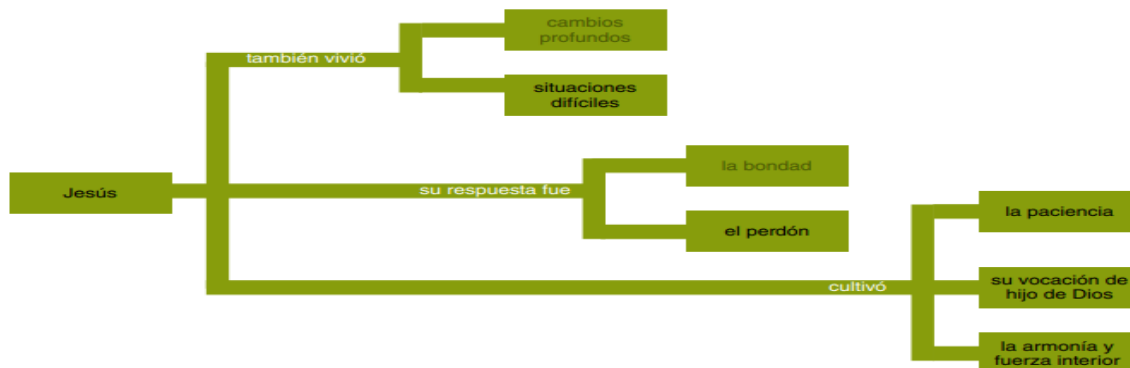 cambios
profundos
también vivió
situaciones
difíciles
Jesús
su respuesta fue
la bondad
el perdón
cultivó
la paciencia
su vocación de
hijo de Dios
la armonía y
fuerza interior